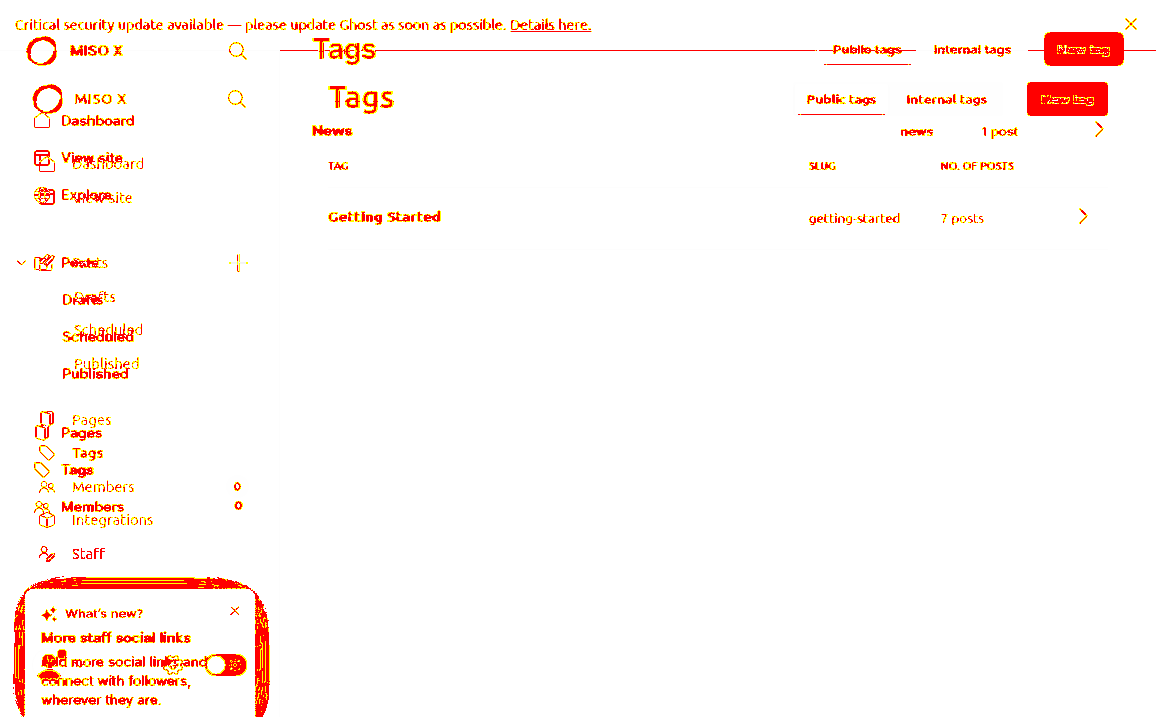 Critical security update available — please update Ghost as soon as possible. Details here.
MISO X
Tags
Public tags
Internal tags
New tag
MISO X
Tags
Public tags
Internal tags
New tag
Dashboard
News
news
1 post
View site
Dashboard
TAG
SLUG
NO. OF POSTS
Explore
View site
Getting Started
getting-started
7 posts
Posts
Drafts
Drafts
Scheduled
Scheduled
Published
Published
Pages
Pages
Tags
Tags
Members 0
Members 0
Integrations
Staff
What's new?
More staff social links
Add more social links and
connect with followers,
wherever they are.